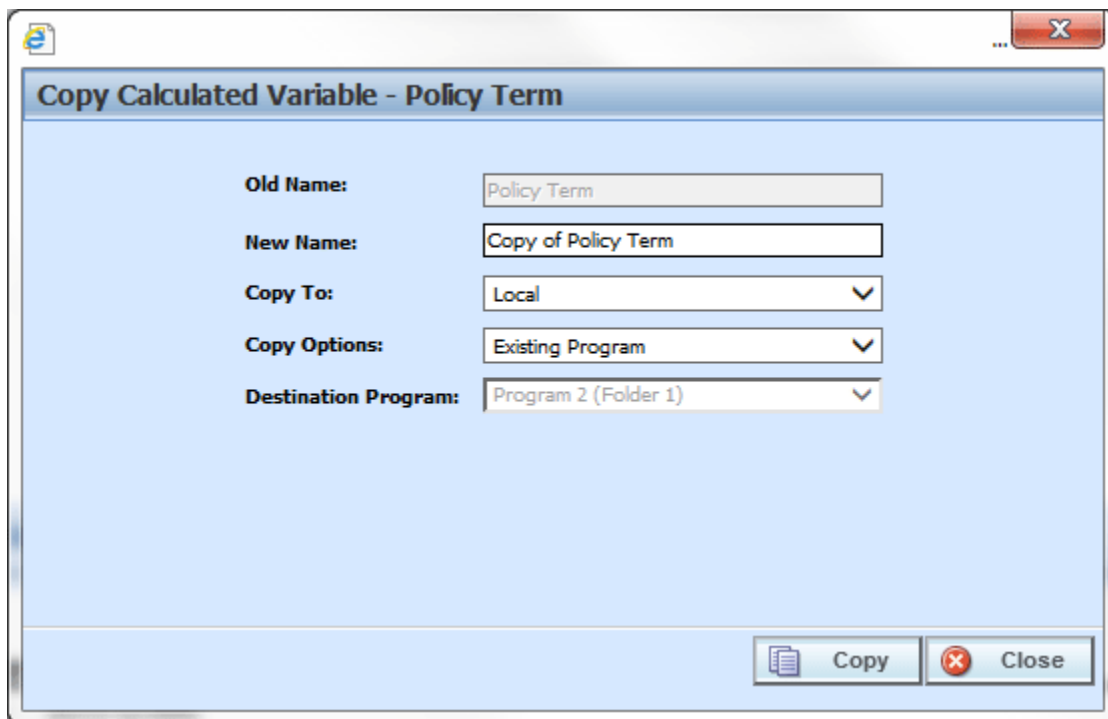 ...
Copy Calculated Variable - Policy Term
Old Name: Policy Term
New Name: Copy of Policy Term
Copy To: Local
Copy Options: Existing Program
Destination Program: Program 2 (Folder 1)
Copy Close